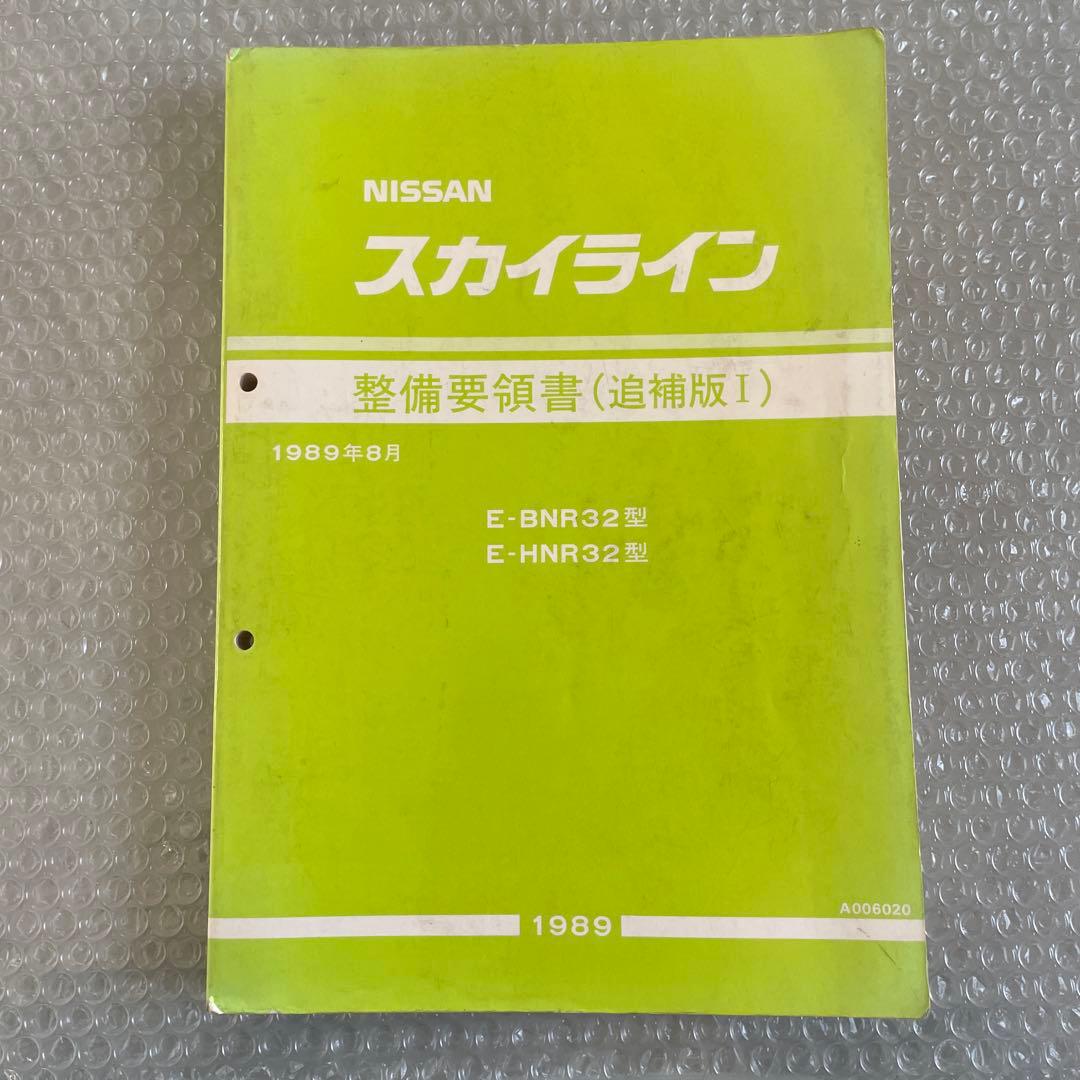 NISSAN
スカイライン
整備要領書(追補版Ⅰ)
1989年8月
E-BNR32型
E-HNR32型
A006020
1989